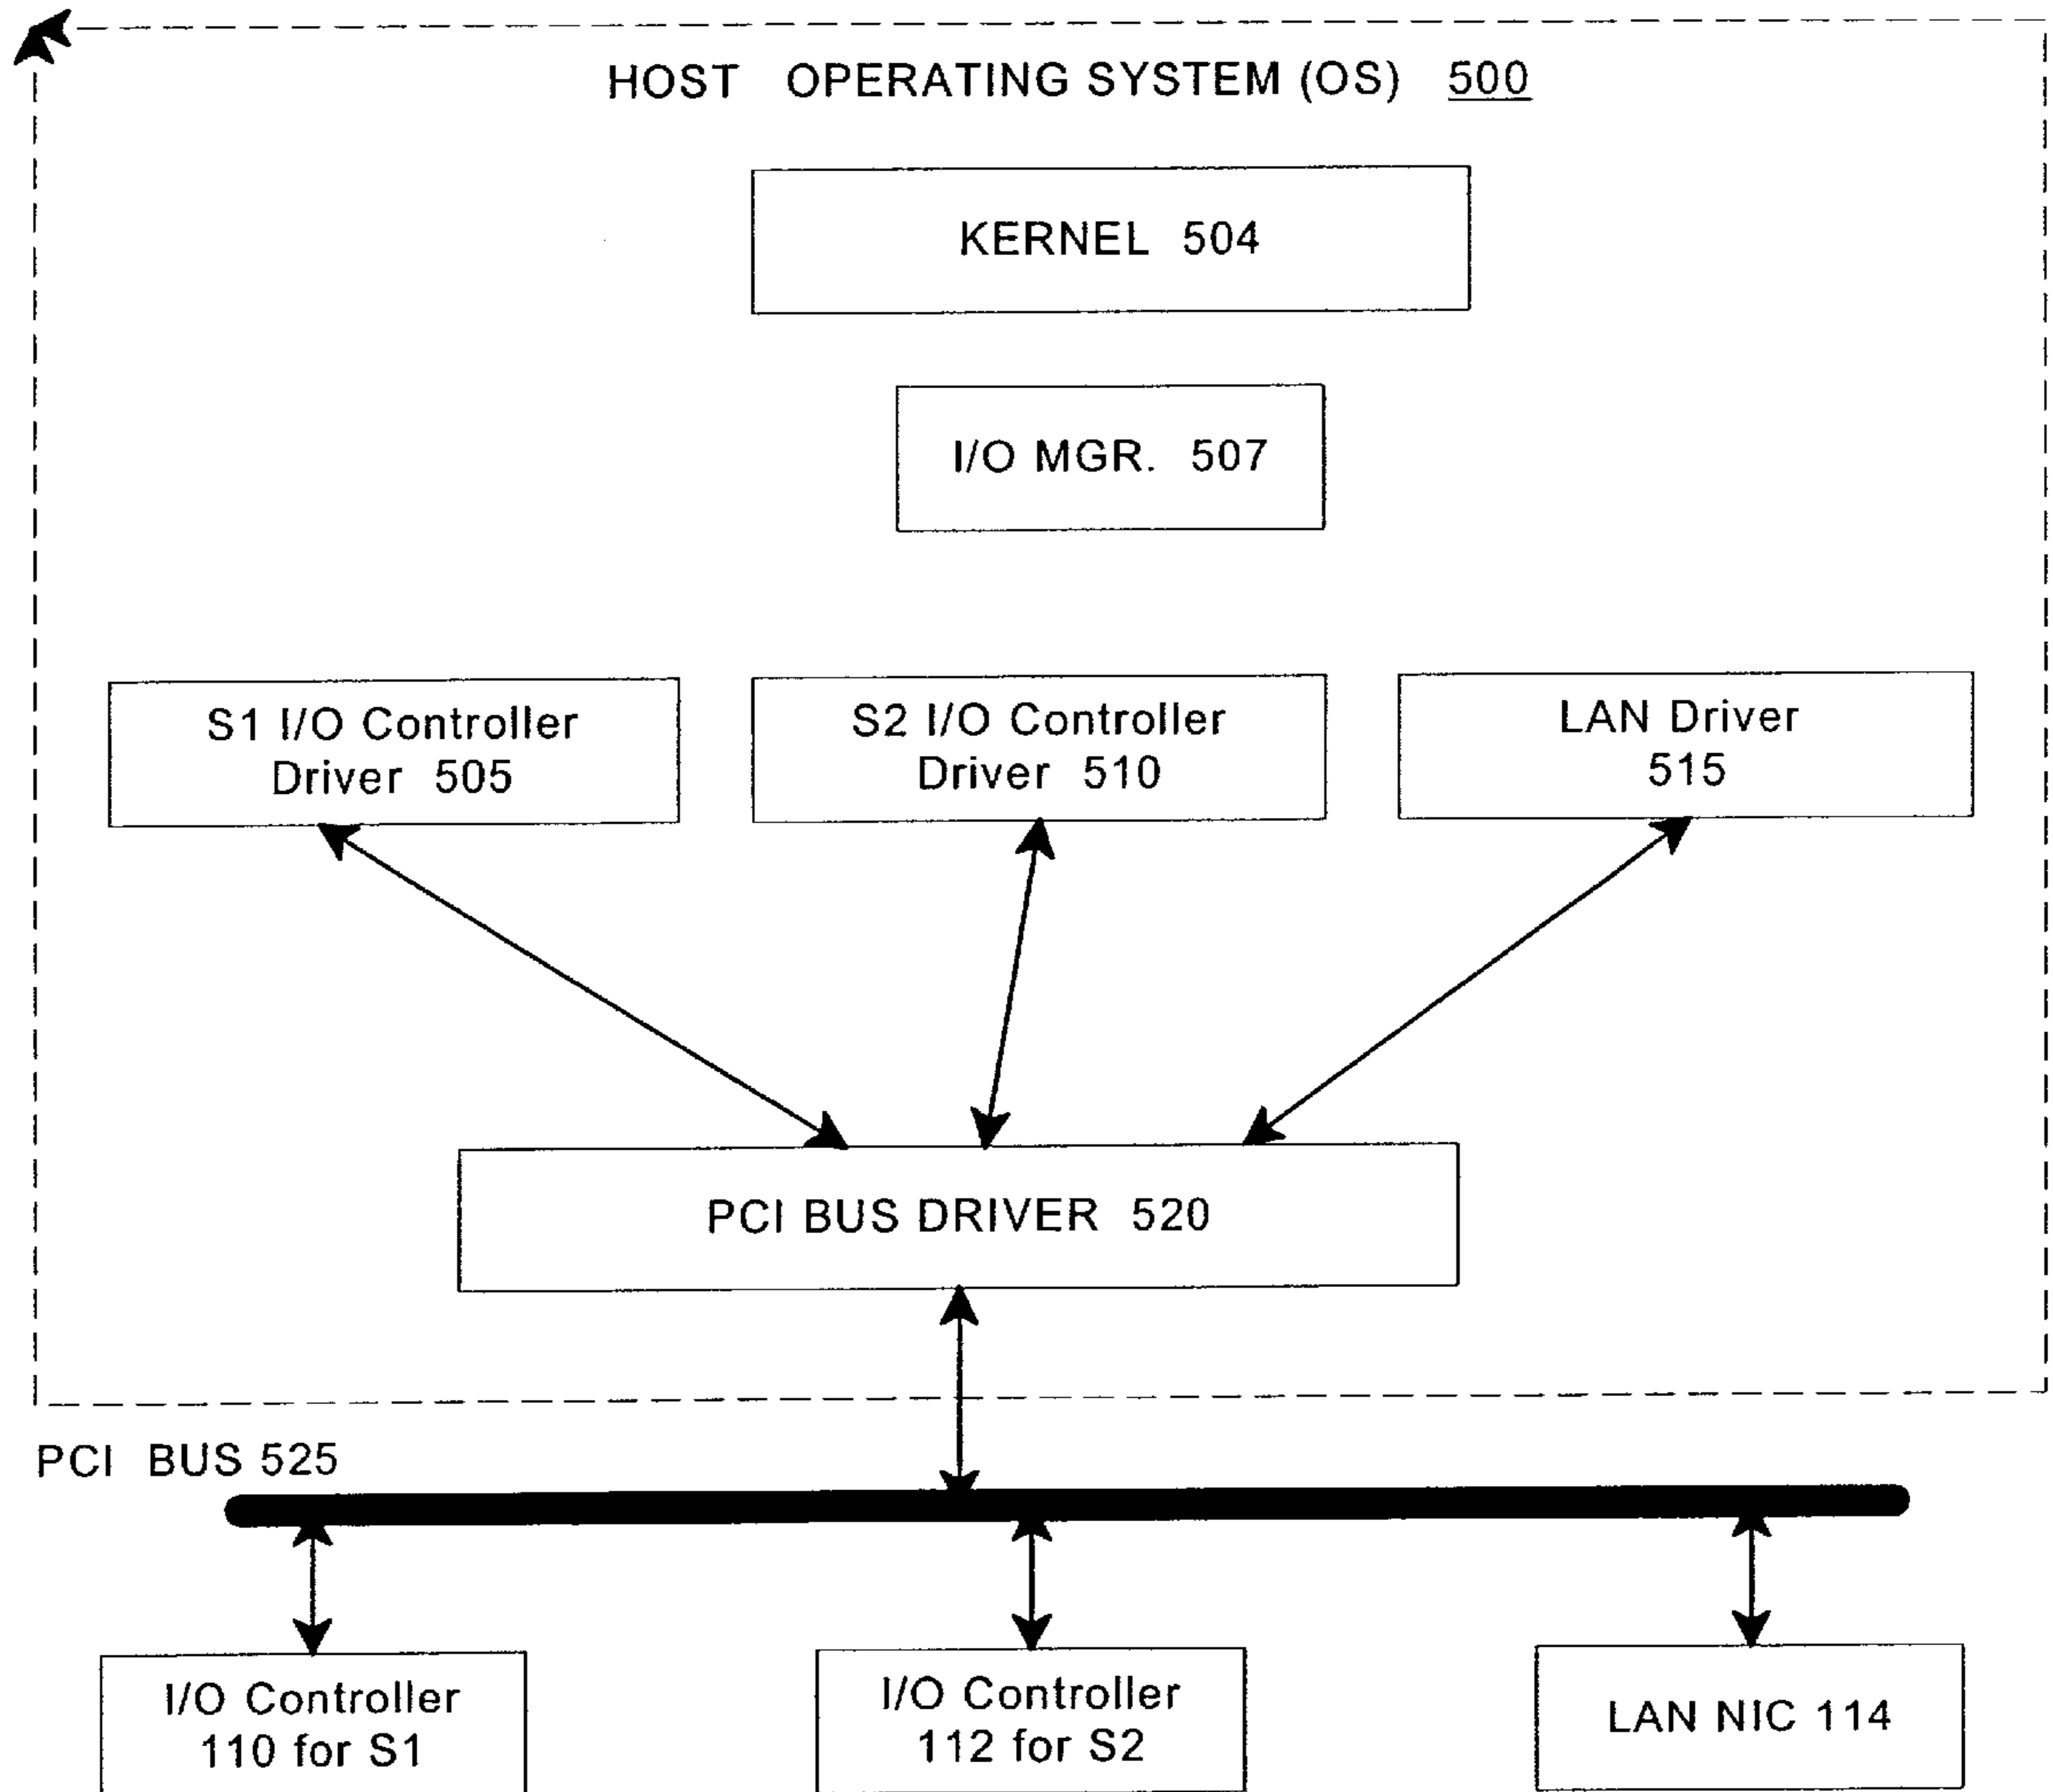 HOST OPERATING SYSTEM (OS) 500
KERNEL 504
I/O MGR. 507
S1 I/O Controller
Driver 505
S2 I/O Controller
Driver 510
LAN Driver
515
PCI BUS DRIVER 520
PCI BUS 525
I/O Controller
110 for S1
I/O Controller
112 for S2
LAN NIC 114